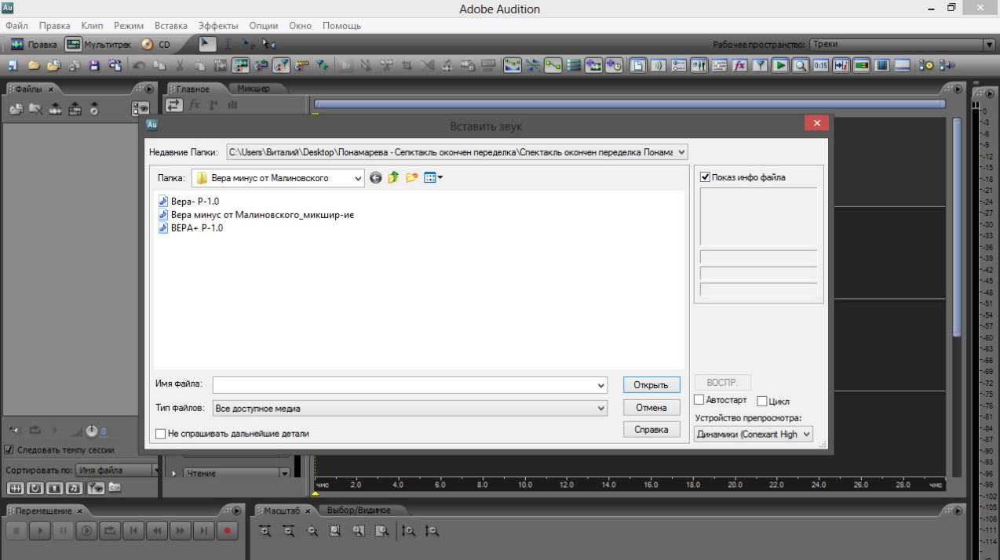 Au
Adobe Audition
Файл Правка Клип Режим Вставка Эффекты Опции Окно Помощь
Правка Мультитрек CD
Рабочее пространство: Треки
Файлы
Главное Микшер
Au Вставить звук
Недавние Папки: C:\Users\Виталий\Desktop\Понамарева - Сепктакль окончен переделка\Спектакль окончен переделка Понама
Папка: Вера минус от Малиновского
Показ инфо файла
Вера- P-1.0
Вера минус от Малиновского_микшир-ие
ВЕРА+ P-1.0
Имя файла:
Открыть
ВОСПР.
Тип файлов: Все доступное медиа
Отмена
Автостарт Цикл
Устройство препросмотра:
Не спрашивать дальнейшие детали
Справка
Динамики (Conexant High
0
Следовать темпу сессии
Сортировать по: Имя файла
Чтение
чмс 2.0 4.0 6.0 8.0 10.0 12.0 14.0 16.0 18.0 20.0 22.0 24.0 26.0 28.0 чмс
Перемещение
Масштаб Выбор/Видимое
0
-3
-6
-9
-12
-15
-18
-21
-24
-27
-30
-33
-36
-39
-42
-45
-48
-51
-54
-57
-60
-63
-66
-69
-72
-75
-78
-81
-84
-87
-90
-93
-96
-99
-102
-105
-108
-111
-114